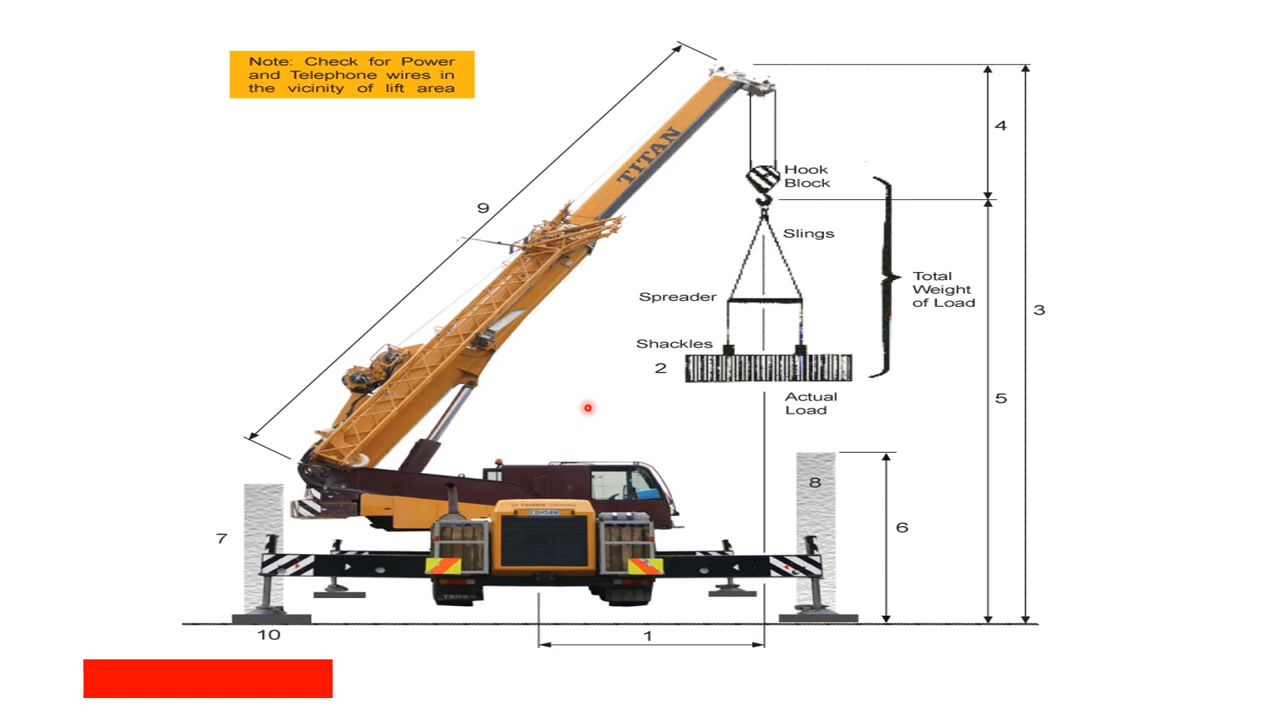 Note: Check for Power
and Telephone wires in
the vicinity of lift area
TITAN
4
Hook
Block
9
Slings
Total
Weight
of Load
Spreader
3
Shackles
2
Actual
Load
5
8
6
7
10
1